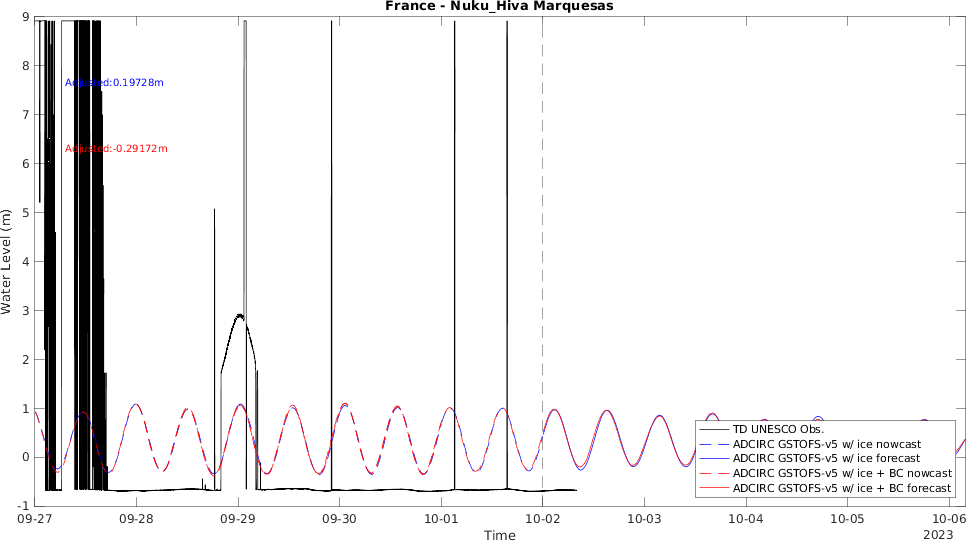 France - Nuku_Hiva Marquesas
9
8
7
6
5
4
3
2
1
0
-1
Water Level (m)
Adjusted:0.19728m
Adjusted:-0.29172m
TD UNESCO Obs.
ADCIRC GSTOFS-v5 w/ ice nowcast
ADCIRC GSTOFS-v5 w/ ice forecast
ADCIRC GSTOFS-v5 w/ ice + BC nowcast
ADCIRC GSTOFS-v5 w/ ice + BC forecast
09-27 09-28 09-29 09-30 10-01 10-02 10-03 10-04 10-05 10-06
Time
2023